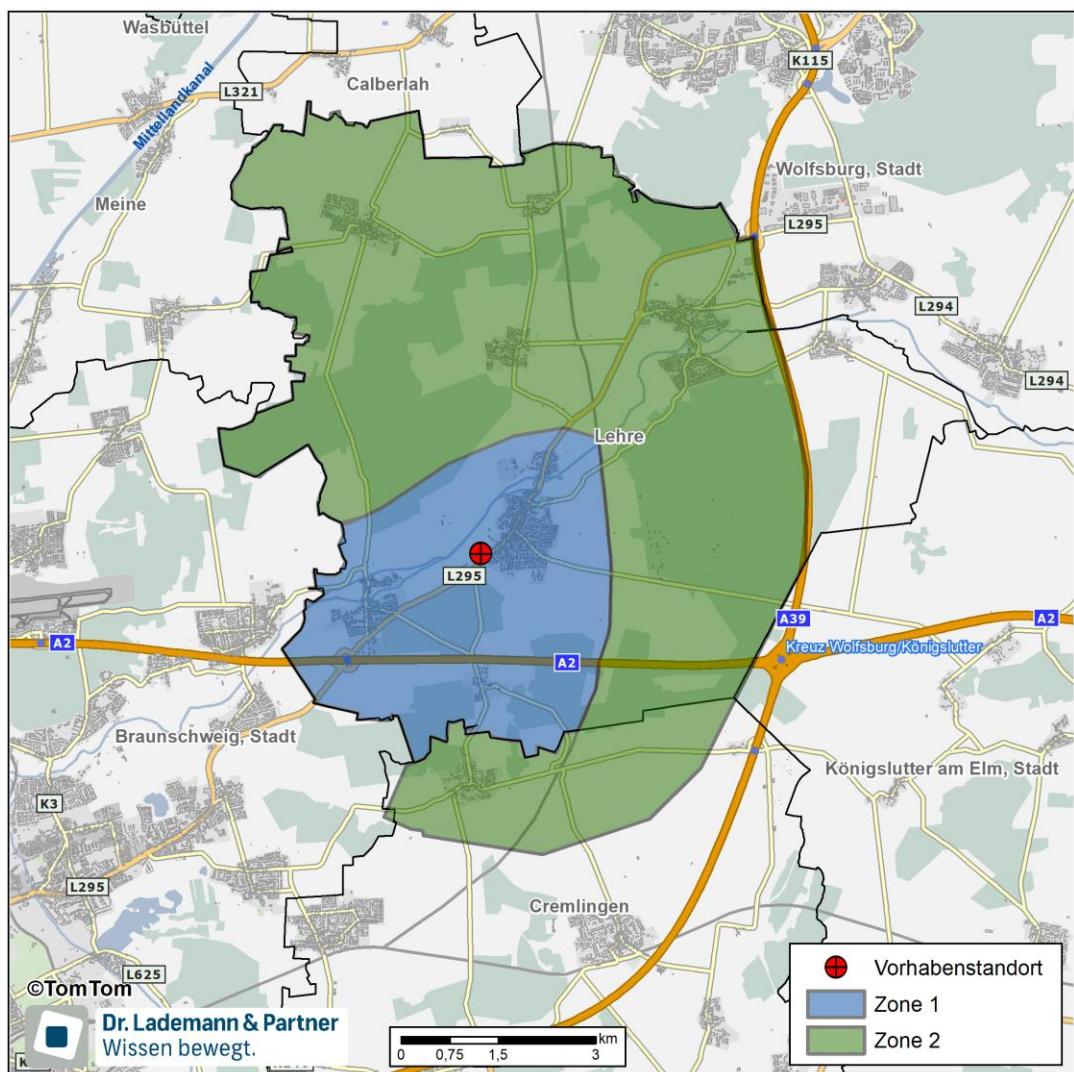 Wasbüttel
K115
Calberlah
L321
Mittellandkanal
Wolfsburg, Stadt
Meine
L295
L294
L294
Lehre
L295
A2
A39
A2
A2
Kreuz Wolfsburg/Königslutter
Braunschweig, Stadt
Königslutter am Elm, Stadt
K3
L295
Cremlingen
L625
©TomTom
Dr. Lademann & Partner
Wissen bewegt.
km
0 0,75 1,5 3
Vorhabenstandort
Zone 1
Zone 2